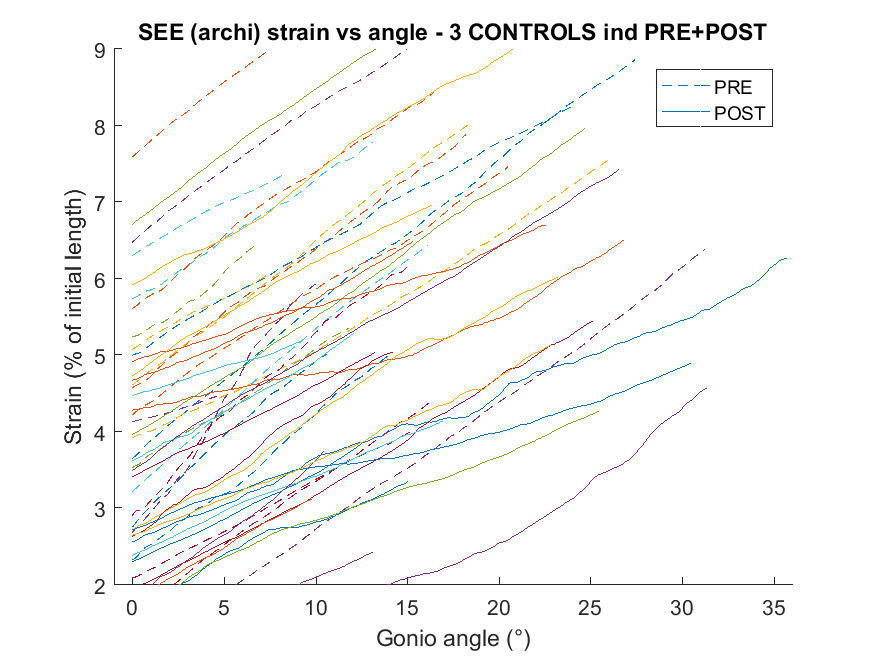 SEE (archi) strain vs angle - 3 CONTROLS ind PRE+POST
9
8
7
6
5
4
3
2
Strain (% of initial length)
PRE
POST
0 5 10 15 20 25 30 35
Gonio angle (°)